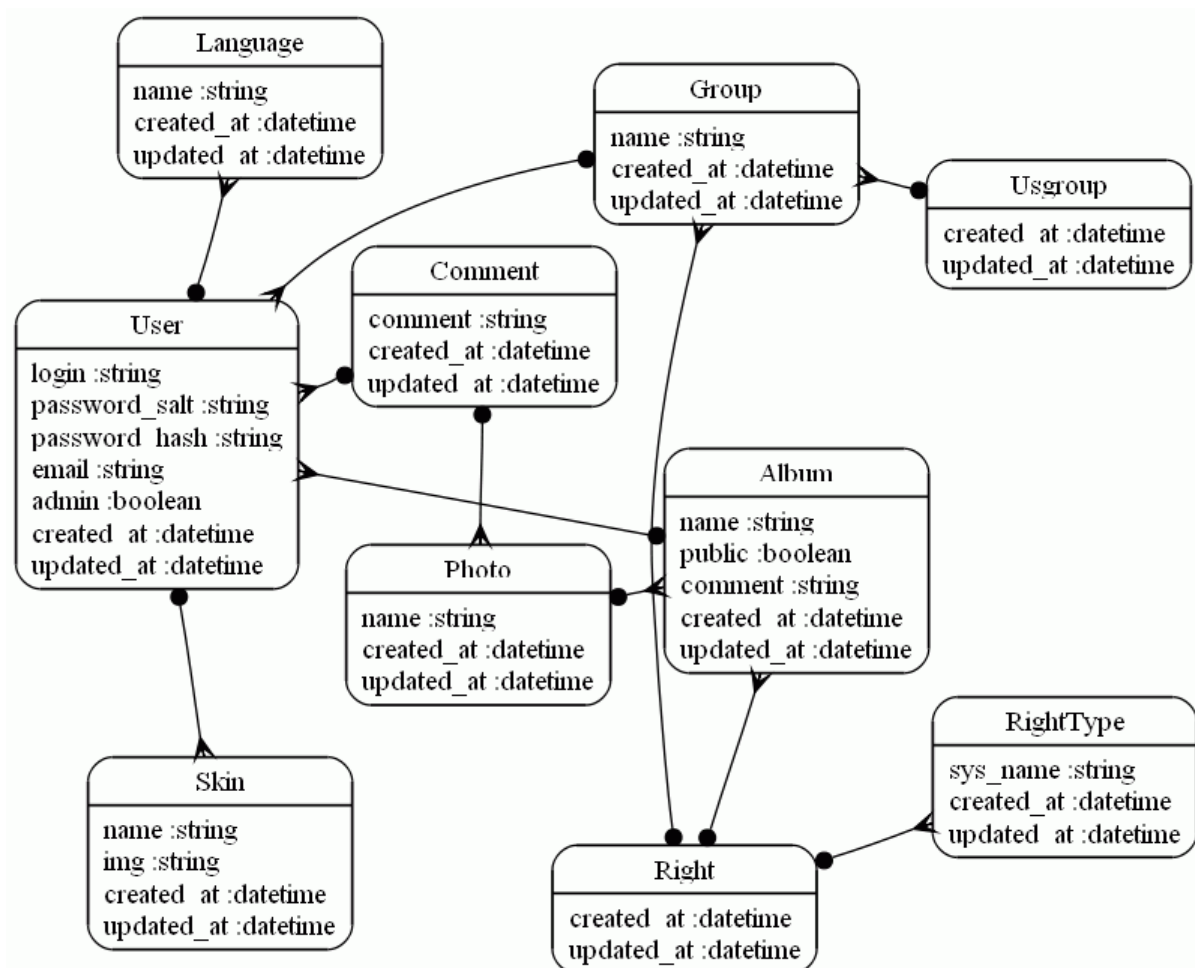 Language
name :string
created_at :datetime
updated_at :datetime
Group
name :string
created_at :datetime
updated_at :datetime
Usgroup
created_at :datetime
updated_at :datetime
Comment
comment :string
created_at :datetime
updated_at :datetime
User
login :string
password_salt :string
password_hash :string
email :string
admin :boolean
created_at :datetime
updated_at :datetime
Album
name :string
public :boolean
comment :string
created_at :datetime
updated_at :datetime
Photo
name :string
created_at :datetime
updated_at :datetime
RightType
sys_name :string
created_at :datetime
updated_at :datetime
Skin
name :string
img :string
created_at :datetime
updated_at :datetime
Right
created_at :datetime
updated_at :datetime